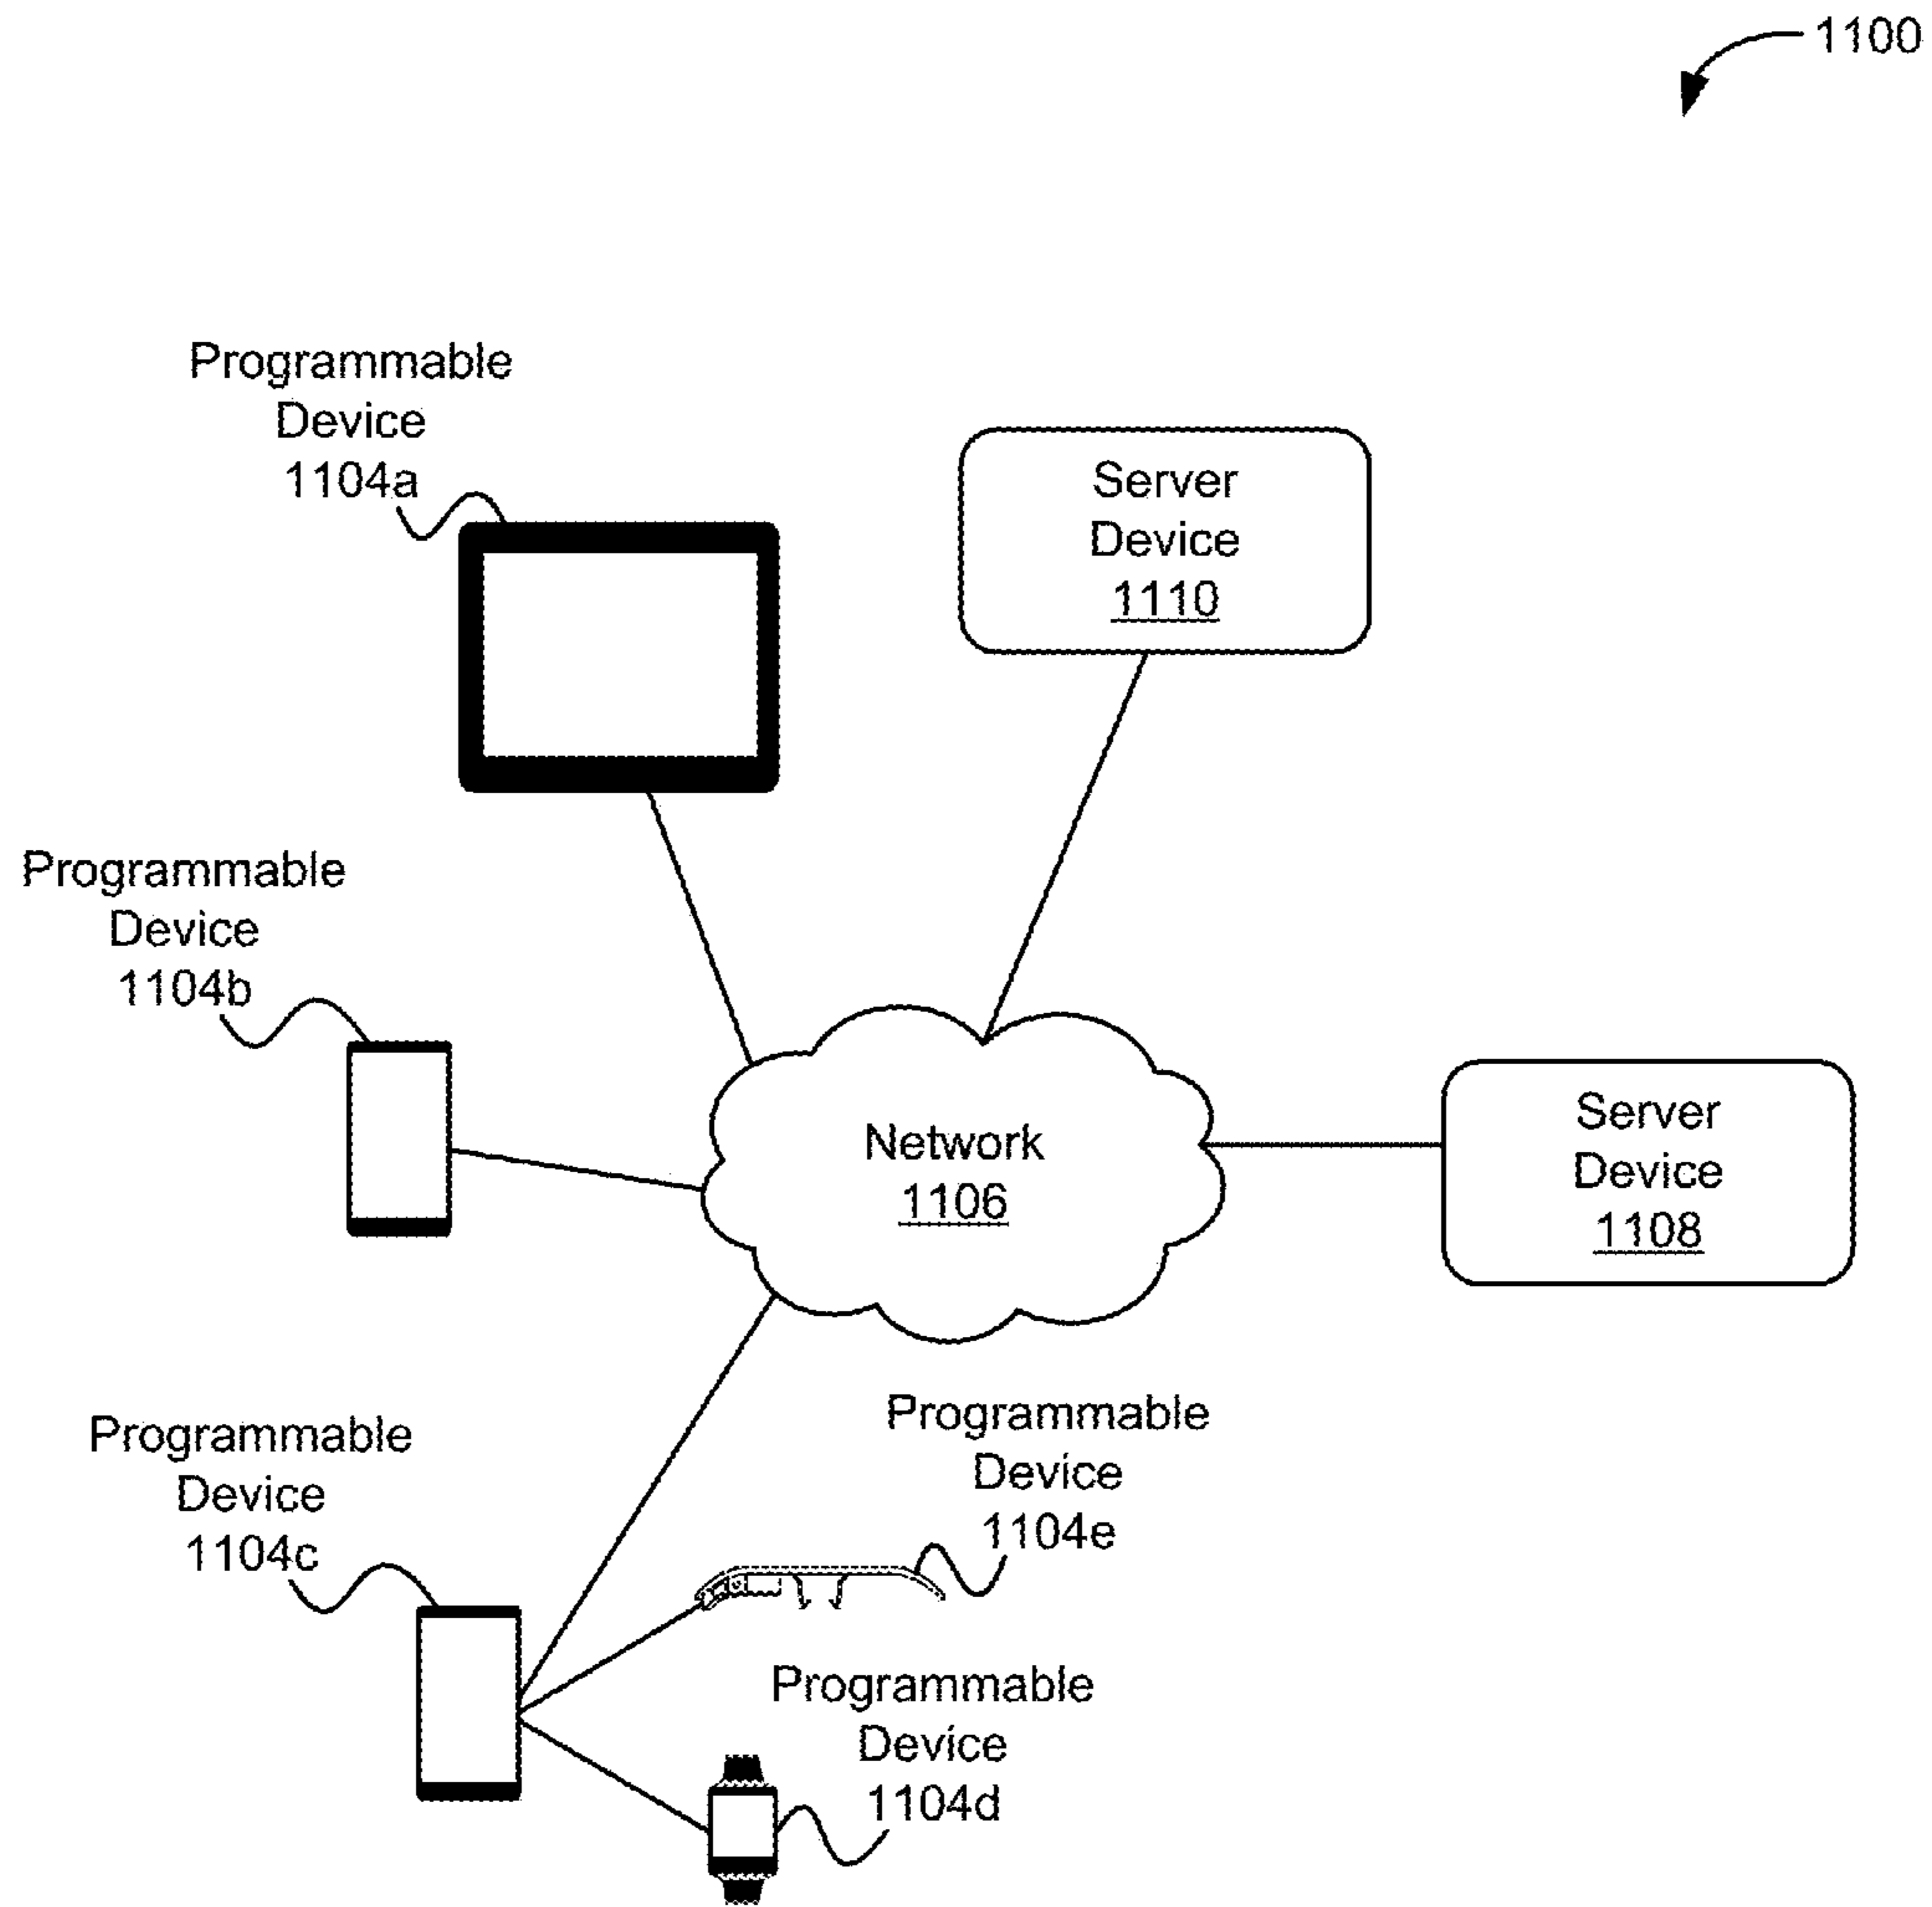 1100
Programmable
Device
1104a
Server
Device
1110
Programmable
Device
1104b
Network
1106
Server
Device
1108
Programmable
Device
1104c
Programmable
Device
1104e
Programmable
Device
1104d